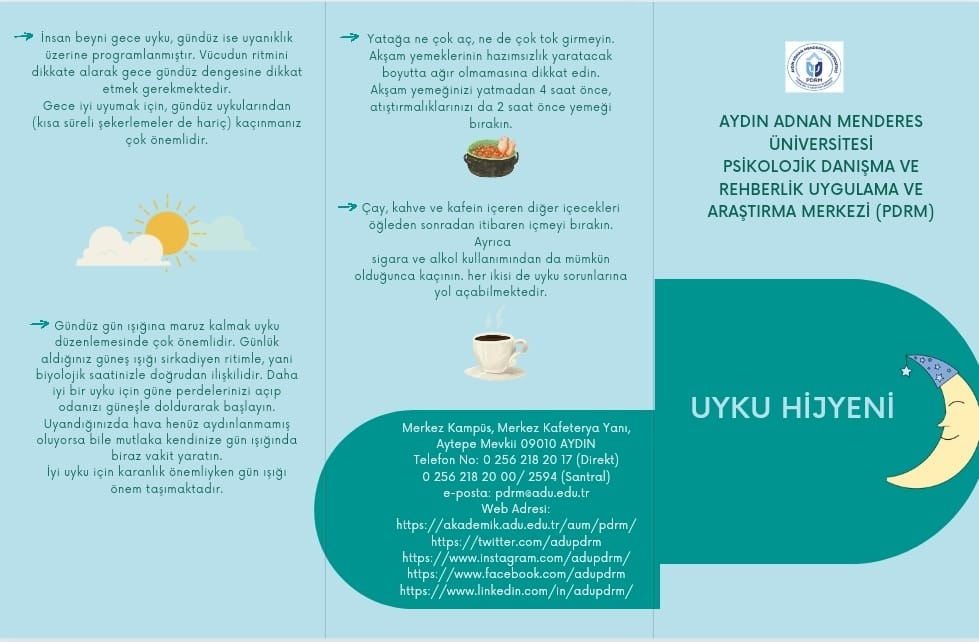 İnsan beyni gece uyku, gündüz ise uyanıklık
üzerine programlanmıştır. Vücudun ritmini
dikkate alarak gece gündüz dengesine dikkat
etmek gerekmektedir.
Gece iyi uyumak için, gündüz uykularından
(kısa süreli şekerlemeler de hariç) kaçınmanız
çok önemlidir.
Gündüz gün ışığına maruz kalmak uyku
düzenlemesinde çok önemlidir. Günlük
aldığınız güneş ışığı sirkadiyen ritimle, yani
biyolojik saatinizle doğrudan ilişkilidir. Daha
iyi bir uyku için güne perdelerinizi açıp
odanızı güneşle doldurarak başlayın.
Uyandığınızda hava henüz aydınlanmamış
oluyorsa bile mutlaka kendinize gün ışığında
biraz vakit yaratın.
İyi uyku için karanlık önemliyken gün ışığı
önem taşımaktadır.
Yatağa ne çok aç, ne de çok tok girmeyin.
Akşam yemeklerinin hazımsızlık yaratacak
boyutta ağır olmamasına dikkat edin.
Akşam yemeğinizi yatmadan 4 saat önce,
atıştırmalıklarınızı da 2 saat önce yemeği
bırakın.
Çay, kahve ve kafein içeren diğer içecekleri
öğleden sonradan itibaren içmeyi bırakın.
Ayrıca
sigara ve alkol kullanımından da mümkün
olduğunca kaçının. her ikisi de uyku sorunlarına
yol açabilmektedir.
Merkez Kampüs, Merkez Kafeterya Yanı,
Aytepe Mevkii 09010 AYDIN
Telefon No: 0 256 218 20 17 (Direkt)
0 256 218 20 00/ 2594 (Santral)
e-posta: pdrm@adu.edu.tr
Web Adresi:
https://akademik.adu.edu.tr/aum/pdrm/
https://twitter.com/adupdrm
https://www.instagram.com/adupdrm/
https://www.facebook.com/adupdrm
https://www.linkedin.com/in/adupdrm/
PDRM
AYDIN ADNAN MENDERES
ÜNİVERSİTESİ
PSİKOLOJİK DANIŞMA VE
REHBERLİK UYGULAMA VE
ARAŞTIRMA MERKEZİ (PDRM)
UYKU HİJYENİ